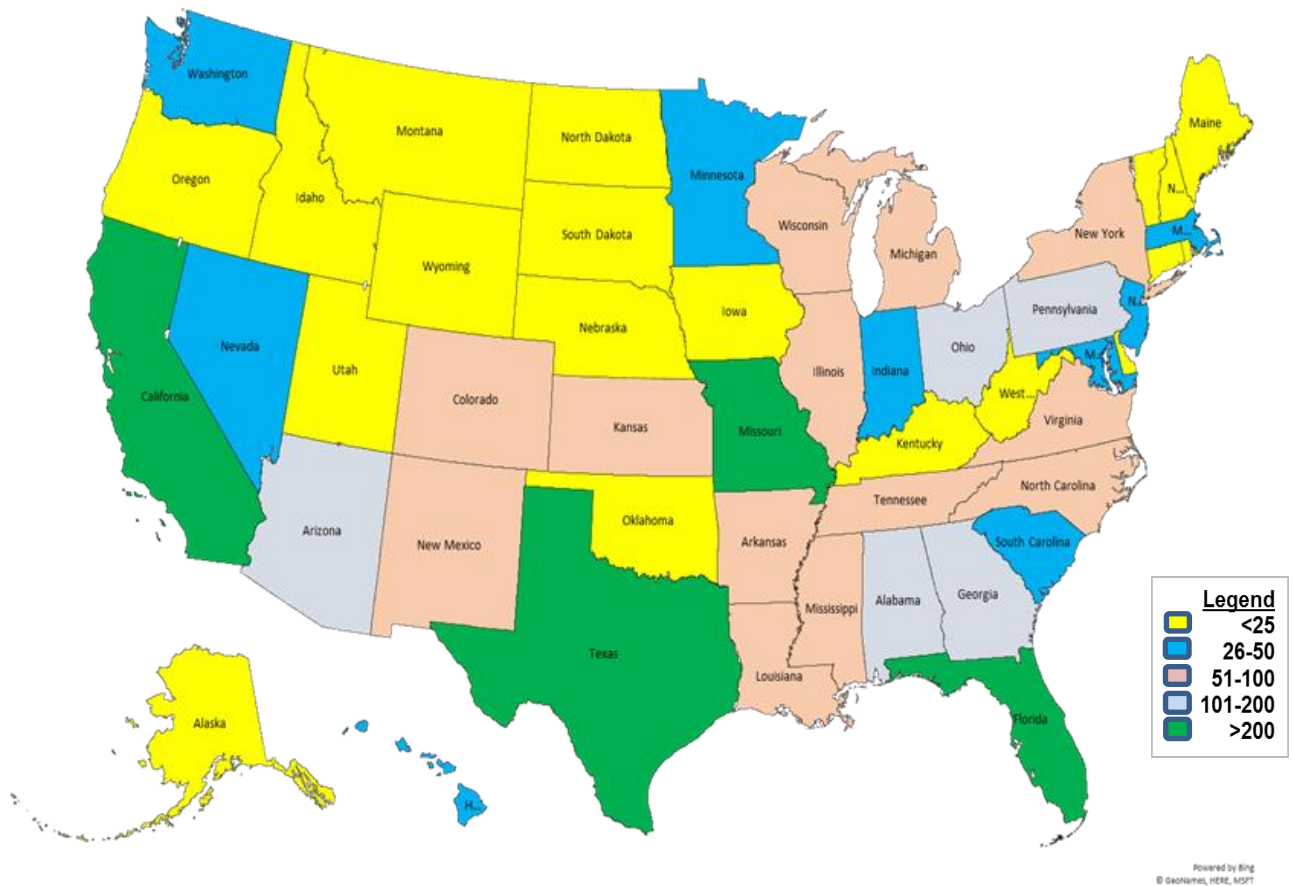 Washington
Montana
North Dakota
Minnesota
Maine
Oregon
Idaho
N...
South Dakota
Wisconsin
New York
M...
Wyoming
Michigan
Nebraska
Iowa
Pennsylvania
N...
Nevada
Utah
Ohio
M...
Illinois
Indiana
California
Colorado
Kansas
Missouri
West...
Virginia
Kentucky
North Carolina
Tennessee
Arizona
New Mexico
Oklahoma
Arkansas
South Carolina
Mississippi
Alabama
Georgia
Texas
Louisiana
Florida
Alaska
H...
Legend
<25
26-50
51-100
101-200
>200
Powered by Bing
© GeoNames, HERE, MSFT